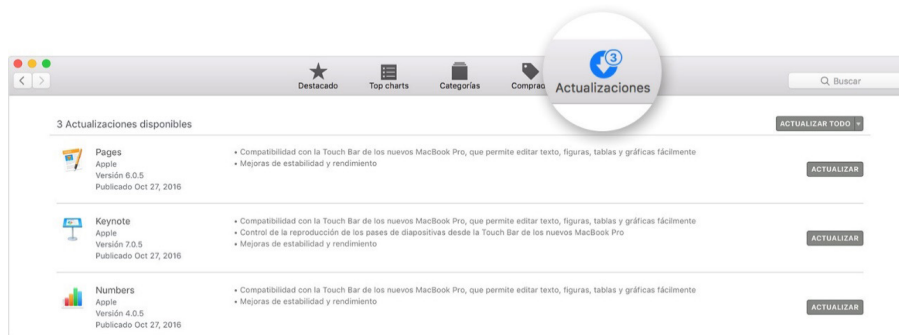 Destacado
Top charts
Categorías
Comprad
3
Actualizaciones
Buscar
3 Actualizaciones disponibles
ACTUALIZAR TODO
Pages
Apple
Versión 6.0.5
Publicado Oct 27, 2016
• Compatibilidad con la Touch Bar de los nuevos MacBook Pro, que permite editar texto, figuras, tablas y gráficas fácilmente
• Mejoras de estabilidad y rendimiento
ACTUALIZAR
Keynote
Apple
Versión 7.0.5
Publicado Oct 27, 2016
• Compatibilidad con la Touch Bar de los nuevos MacBook Pro, que permite editar texto, figuras, tablas y gráficas fácilmente
• Control de la reproducción de los pases de diapositivas desde la Touch Bar de los nuevos MacBook Pro
• Mejoras de estabilidad y rendimiento
ACTUALIZAR
Numbers
Apple
Versión 4.0.5
Publicado Oct 27, 2016
• Compatibilidad con la Touch Bar de los nuevos MacBook Pro, que permite editar texto, figuras, tablas y gráficas fácilmente
• Mejoras de estabilidad y rendimiento
ACTUALIZAR